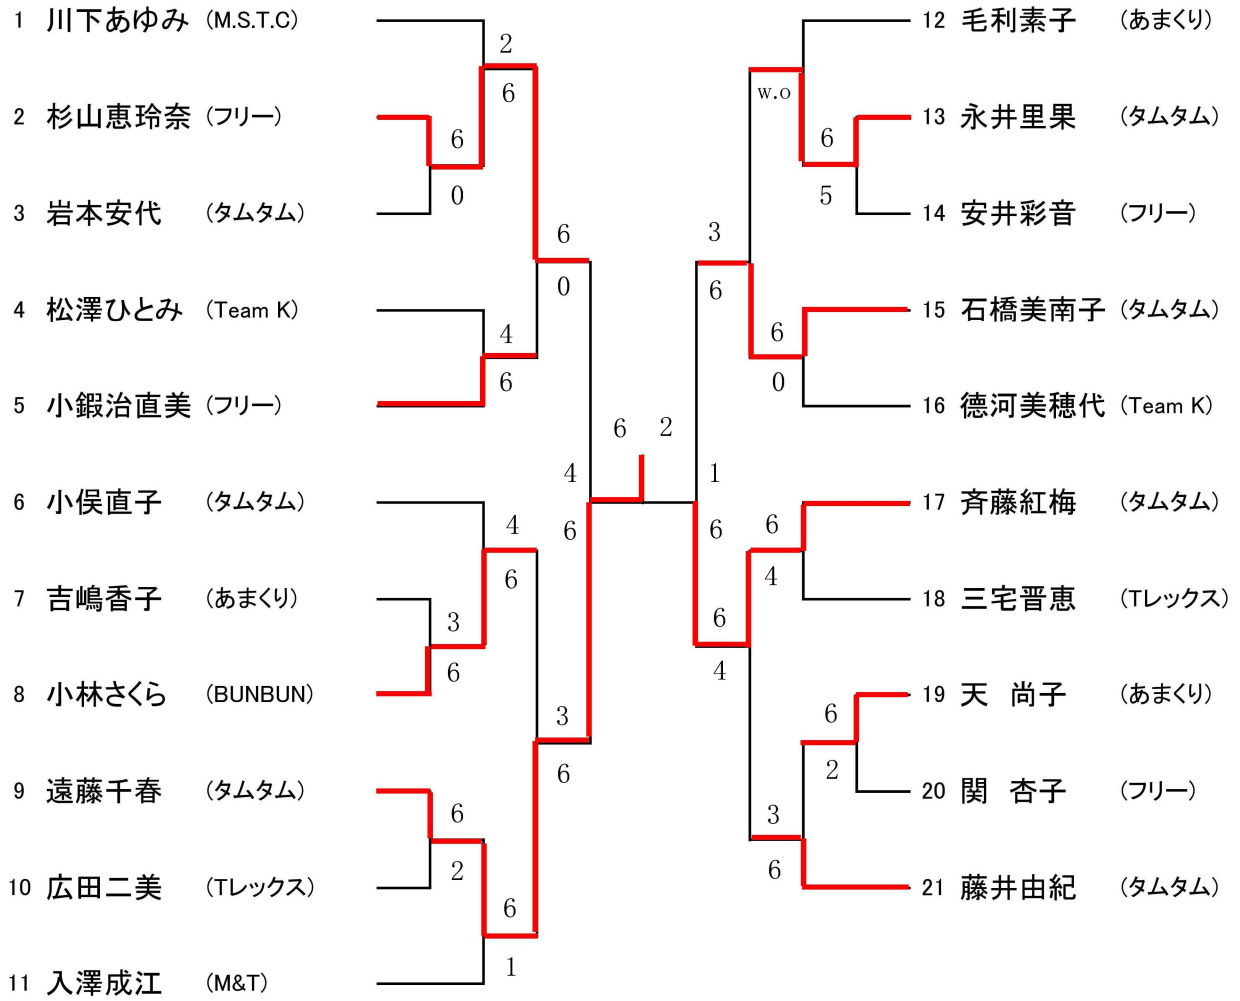 1 川下あゆみ (M.S.T.C)
2 杉山恵玲奈 (フリー)
3 岩本安代 (タムタム)
4 松澤ひとみ (Team K)
5 小鍜治直美 (フリー)
6 小俣直子 (タムタム)
7 吉嶋香子 (あまくり)
8 小林さくら (BUNBUN)
9 遠藤千春 (タムタム)
10 広田二美 (Tレックス)
11 入澤成江 (M&T)
2
6
6
0
4
6
6
0
4
6
3
6
6
2
6
1
3
6
4
6
6 2
1
6
3
6
w.o
6
5
6
0
6
4
6
4
6
2
3
6
12 毛利素子 (あまくり)
13 永井里果 (タムタム)
14 安井彩音 (フリー)
15 石橋美南子 (タムタム)
16 德河美穂代 (Team K)
17 斉藤紅梅 (タムタム)
18 三宅晋恵 (Tレックス)
19 天 尚子 (あまくり)
20 関 杏子 (フリー)
21 藤井由紀 (タムタム)